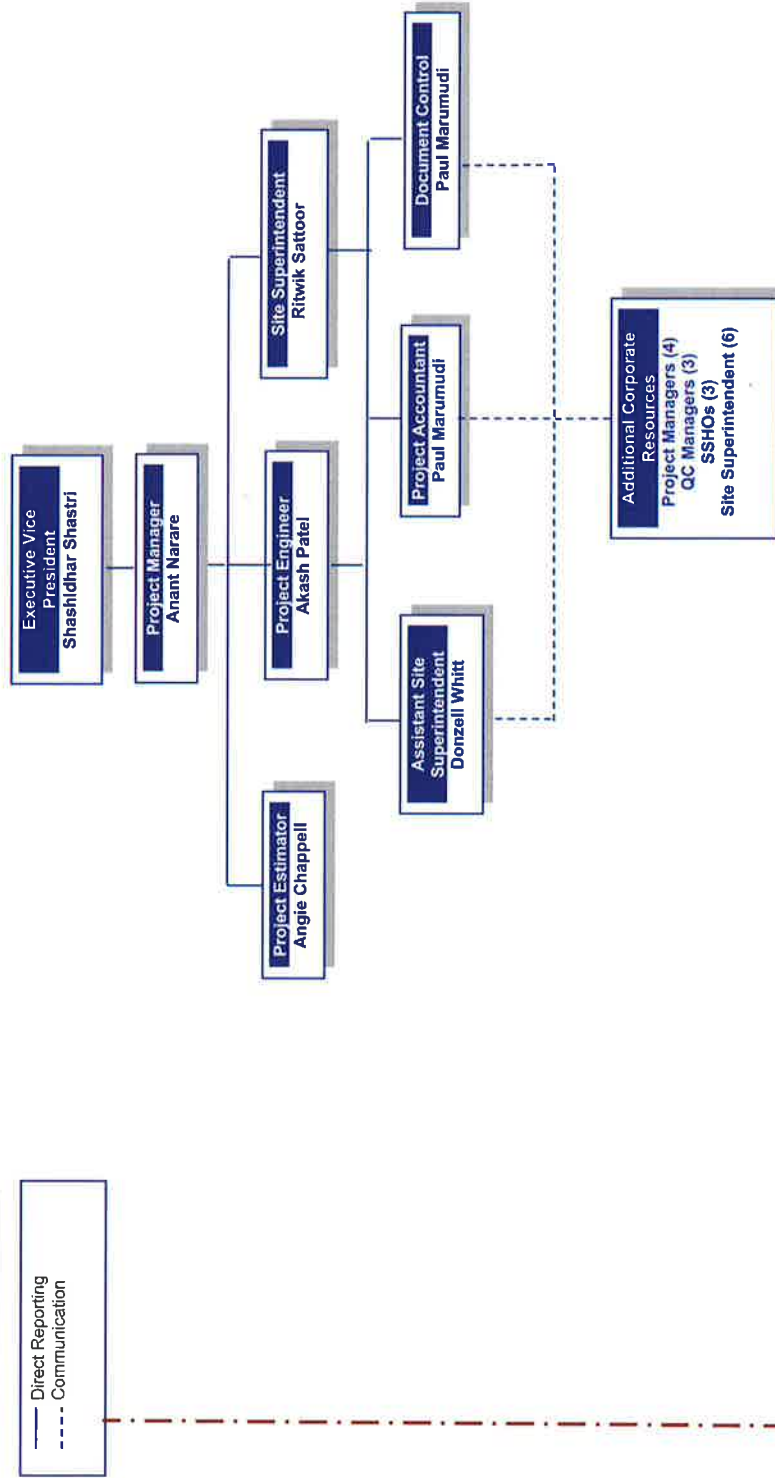 Direct Reporting
Communication
Executive Vice
President
Shashidhar Shastri
Project Manager
Anant Narare
Project Estimator
Angie Chappell
Project Engineer
Akash Patel
Site Superintendent
Ritwik Sattoor
Assistant Site
Superintendent
Donzell Whitt
Project Accountant
Paul Marumudi
Document Control
Paul Marumudi
Additional Corporate
Resources
Project Managers (4)
QC Managers (3)
SSHOs (3)
Site Superintendent (6)